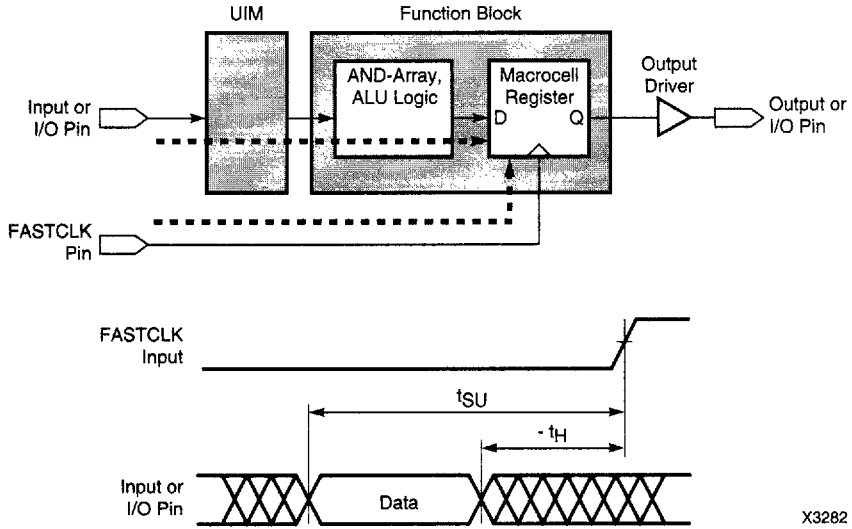 UIM
Function Block
AND-Array,
ALU Logic
Macrocell
Register
D
Q
Output
Driver
Input or
I/O Pin
Output or
I/O Pin
FASTCLK
Pin
FASTCLK
Input
tSU
- tH
Input or
I/O Pin
Data
X3282